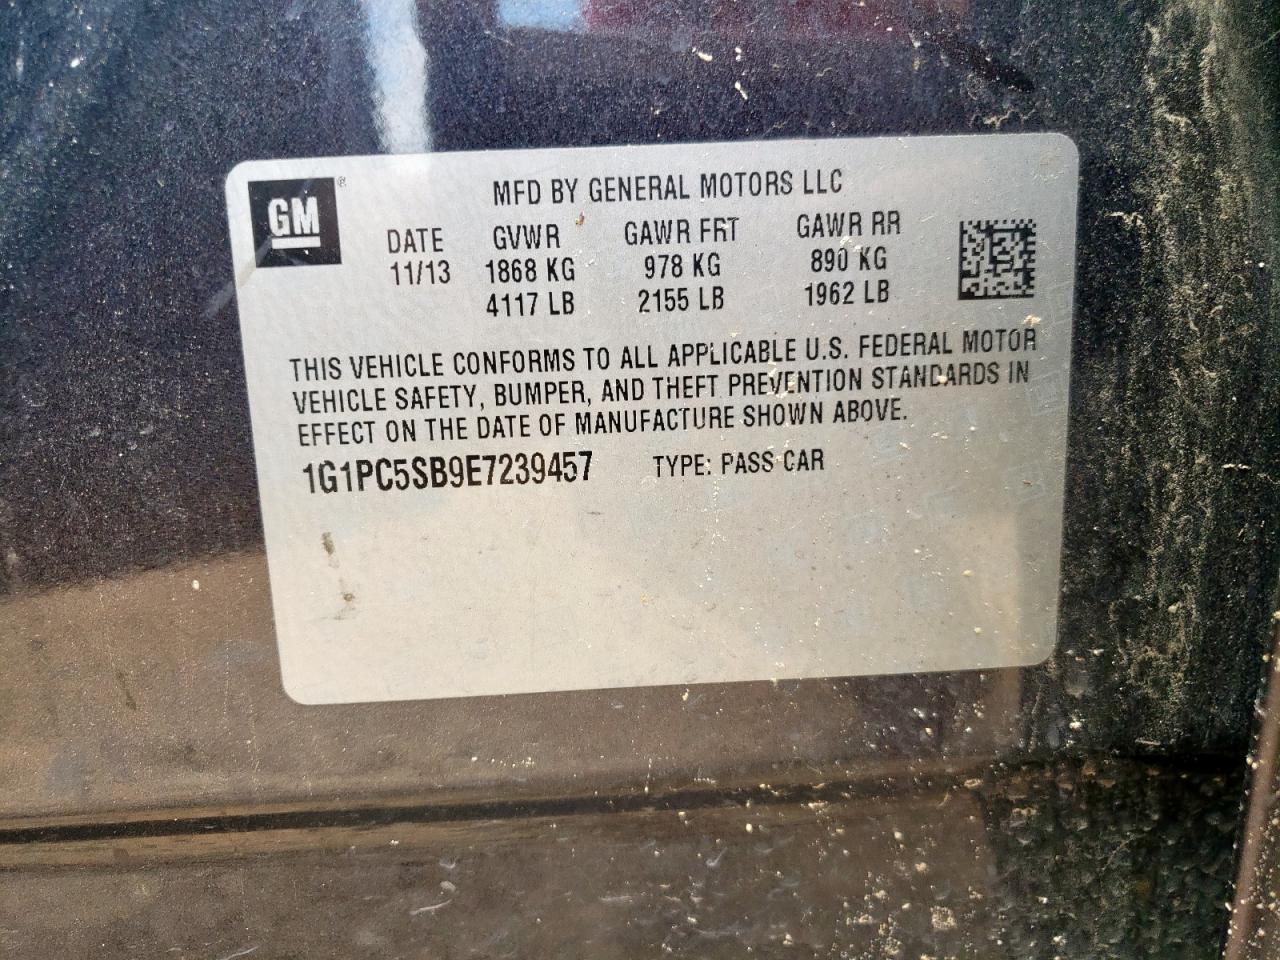 GM ®
MFD BY GENERAL MOTORS LLC
DATE GVWR GAWR FRT GAWR RR
11/13 1868 KG 978 KG 890 KG
4117 LB 2155 LB 1962 LB
THIS VEHICLE CONFORMS TO ALL APPLICABLE U.S. FEDERAL MOTOR
VEHICLE SAFETY, BUMPER, AND THEFT PREVENTION STANDARDS IN
EFFECT ON THE DATE OF MANUFACTURE SHOWN ABOVE.
1G1PC5SB9E7239457 TYPE: PASS CAR